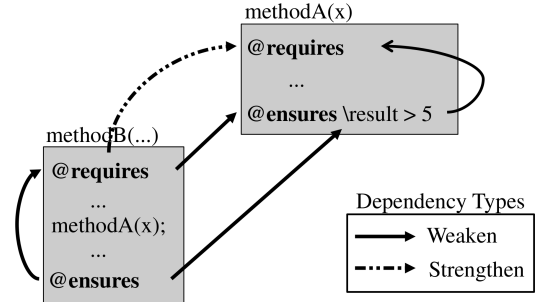 methodA(x)
@requires
...
@ensures \result > 5
methodB(...)
@requires
...
methodA(x);
...
@ensures
Dependency Types
Weaken
Strengthen